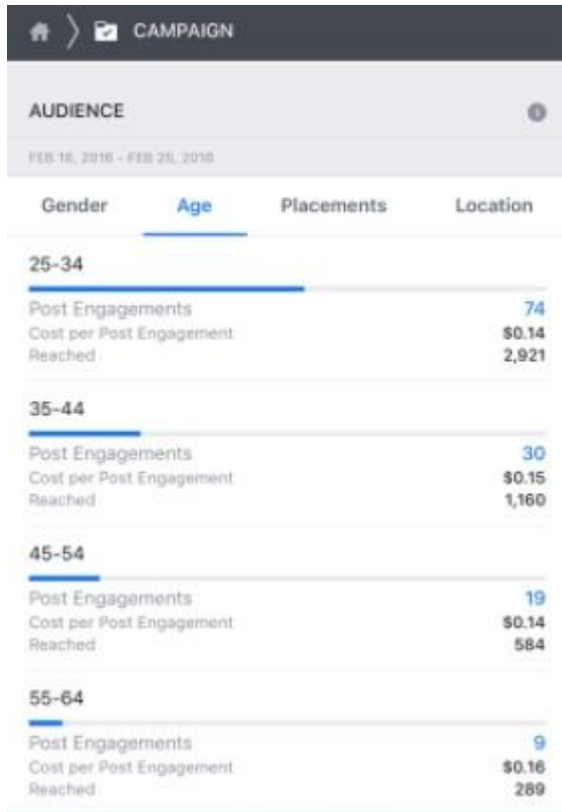 CAMPAIGN
AUDIENCE
FEB 18, 2016 - FEB 25, 2016
Gender Age Placements Location
25-34
Post Engagements 74
Cost per Post Engagement $0.14
Reached 2,921
35-44
Post Engagements 30
Cost per Post Engagement $0.15
Reached 1,160
45-54
Post Engagements 19
Cost per Post Engagement $0.14
Reached 584
55-64
Post Engagements 9
Cost per Post Engagement $0.16
Reached 289